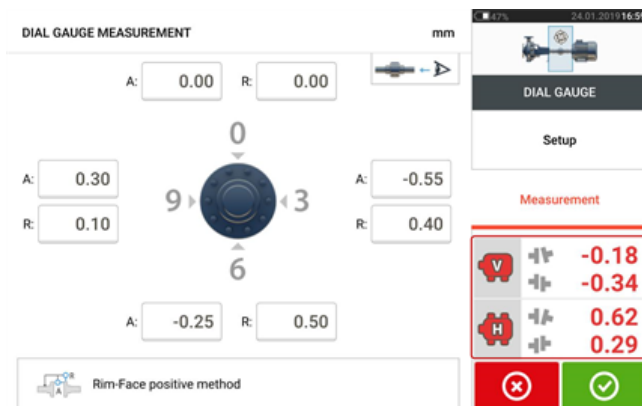 DIAL GAUGE MEASUREMENT mm
A: 0.00 R: 0.00
0
A: 0.30
R: 0.10
9
3
A: -0.55
R: 0.40
6
A: -0.25 R: 0.50
A R
Rim-Face positive method
47% 24.01.2019 16:59
DIAL GAUGE
Setup
Measurement
V
-0.18
-0.34
H
0.62
0.29